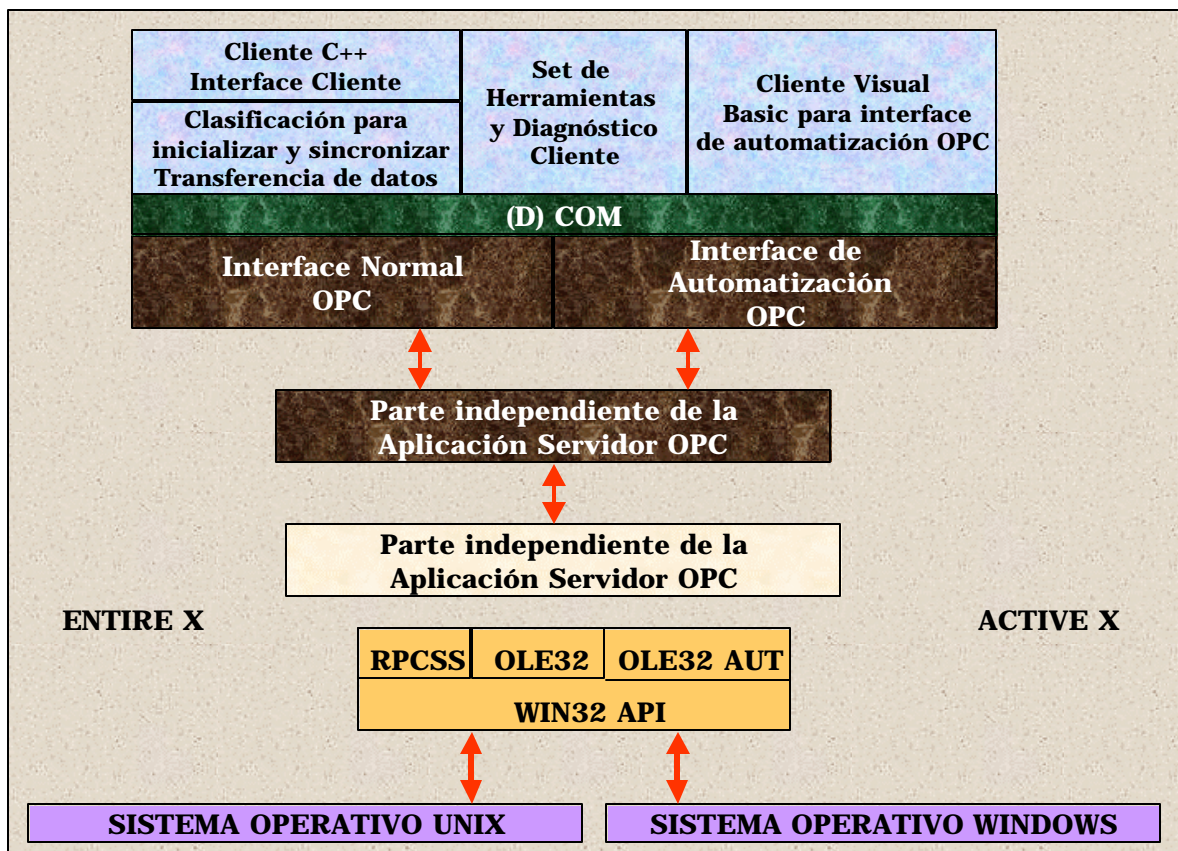 Cliente C++
Interface Cliente
Clasificación para
inicializar y sincronizar
Transferencia de datos
Set de
Herramientas
y Diagnóstico
Cliente
Cliente Visual
Basic para interface
de automatización OPC
(D) COM
Interface Normal
OPC
Interface de
Automatización
OPC
Parte independiente de la
Aplicación Servidor OPC
Parte independiente de la
Aplicación Servidor OPC
ENTIRE X
ACTIVE X
RPCSS
OLE32
OLE32 AUT
WIN32 API
SISTEMA OPERATIVO UNIX
SISTEMA OPERATIVO WINDOWS